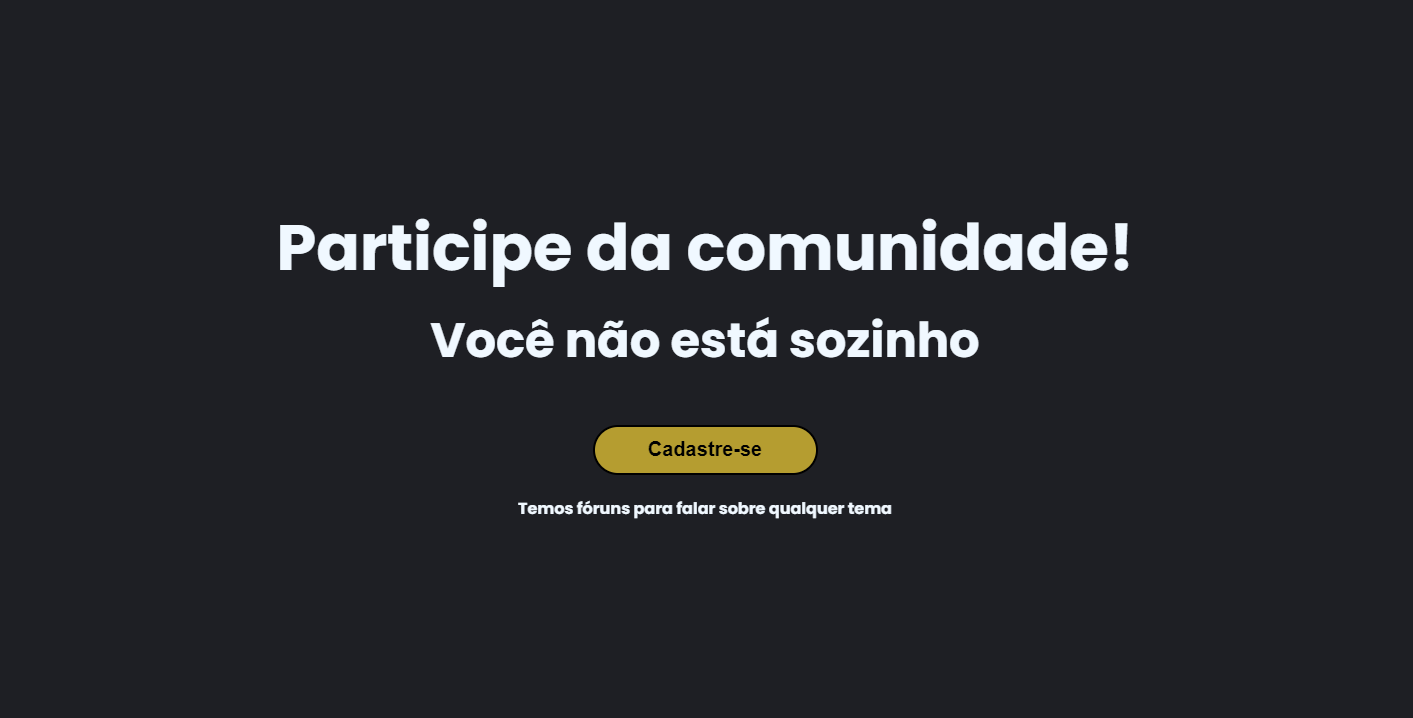 Participe da comunidade!
Você não está sozinho
Cadastre-se
Temos fóruns para falar sobre qualquer tema